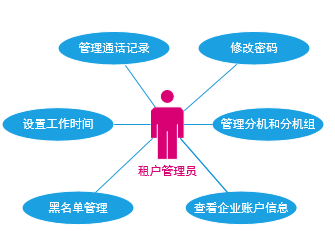 管理通话记录
修改密码
设置工作时间
管理分机和分机组
租户管理员
黑名单管理
查看企业账户信息